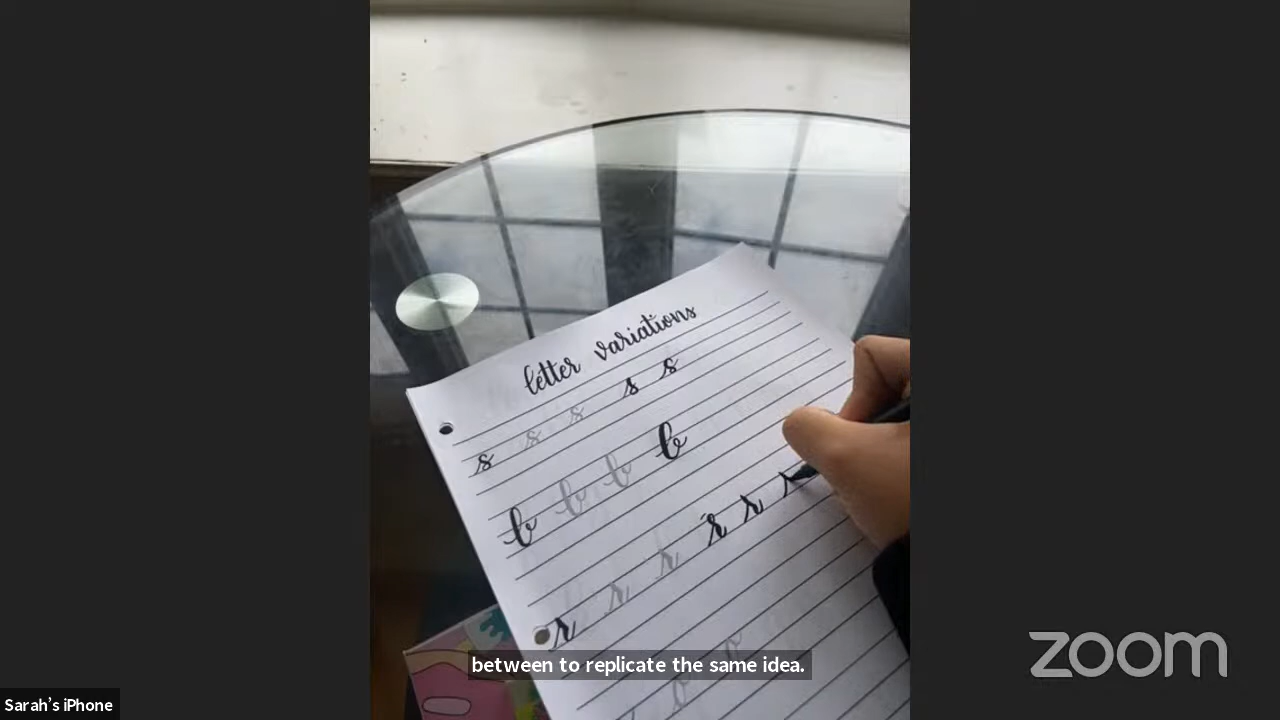 letter variations
s s s s s
b b b b
r r r r r r
between to replicate the same idea.
zoom
Sarah's iPhone